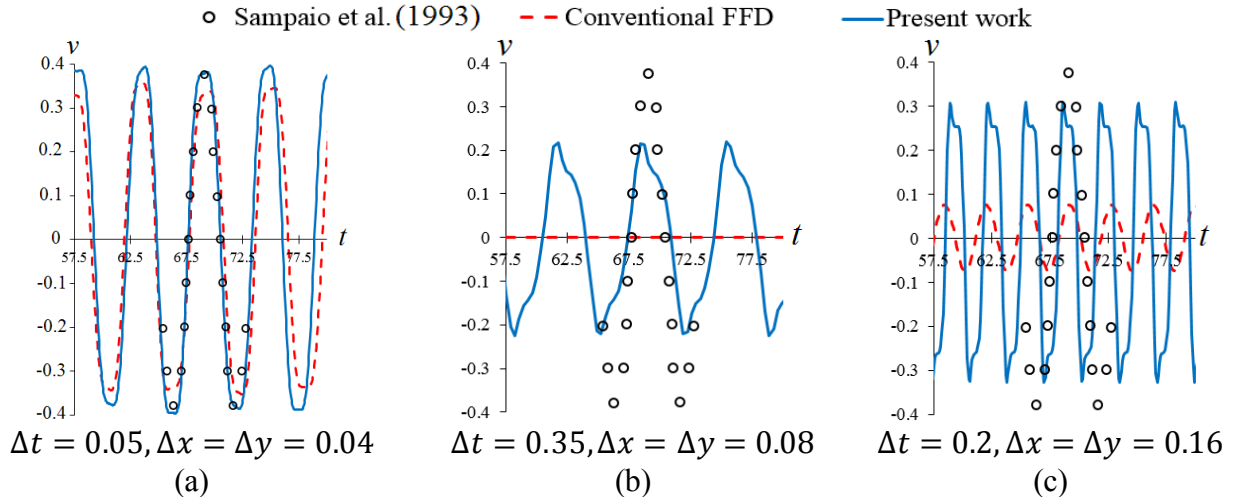 Sampaio et al. (1993) Conventional FFD Present work
v v v
0.4 0.4 0.4
0.3 0.3 0.3
0.2 0.2 0.2
0.1 0.1 0.1
0 t 0 t 0 t
57.5 62.5 67.5 72.5 77.5 57.5 62.5 67.5 72.5 77.5 57.5 62.5 67.5 72.5 77.5
-0.1 -0.1 -0.1
-0.2 -0.2 -0.2
-0.3 -0.3 -0.3
-0.4 -0.4 -0.4
Δt = 0.05, Δx = Δy = 0.04 Δt = 0.35, Δx = Δy = 0.08 Δt = 0.2, Δx = Δy = 0.16
(a) (b) (c)